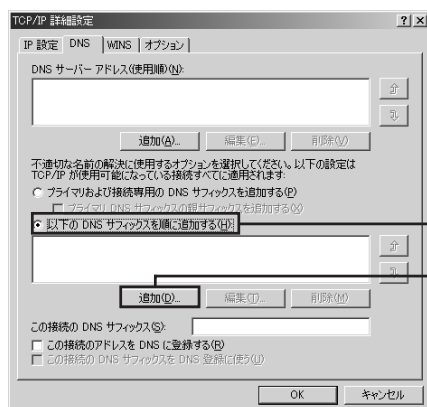 TCP/IP 詳細設定
IP 設定 DNS WINS オプション
DNS サーバー アドレス(使用順)(N):
追加(A)... 編集(E)... 削除(V)
不適切な名前の解決に使用するオプションを選択してください。以下の設定は
TCP/IP が使用可能になっている接続すべてに適用されます:
プライマリおよび接続専用の DNS サフィックスを追加する(P)
プライマリ DNS サフィックスの親サフィックスを追加する(X)
以下の DNS サフィックスを順に追加する(H):
追加(D)... 編集(T)... 削除(M)
この接続の DNS サフィックス(S):
この接続のアドレスを DNS に登録する(R)
この接続の DNS サフィックスを DNS 登録に使う(U)
OK キャンセル